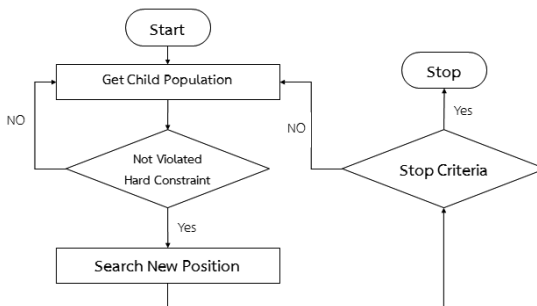 Start
Get Child Population
NO
Not Violated
Hard Constraint
Yes
Search New Position
Stop
Yes
NO
Stop Criteria